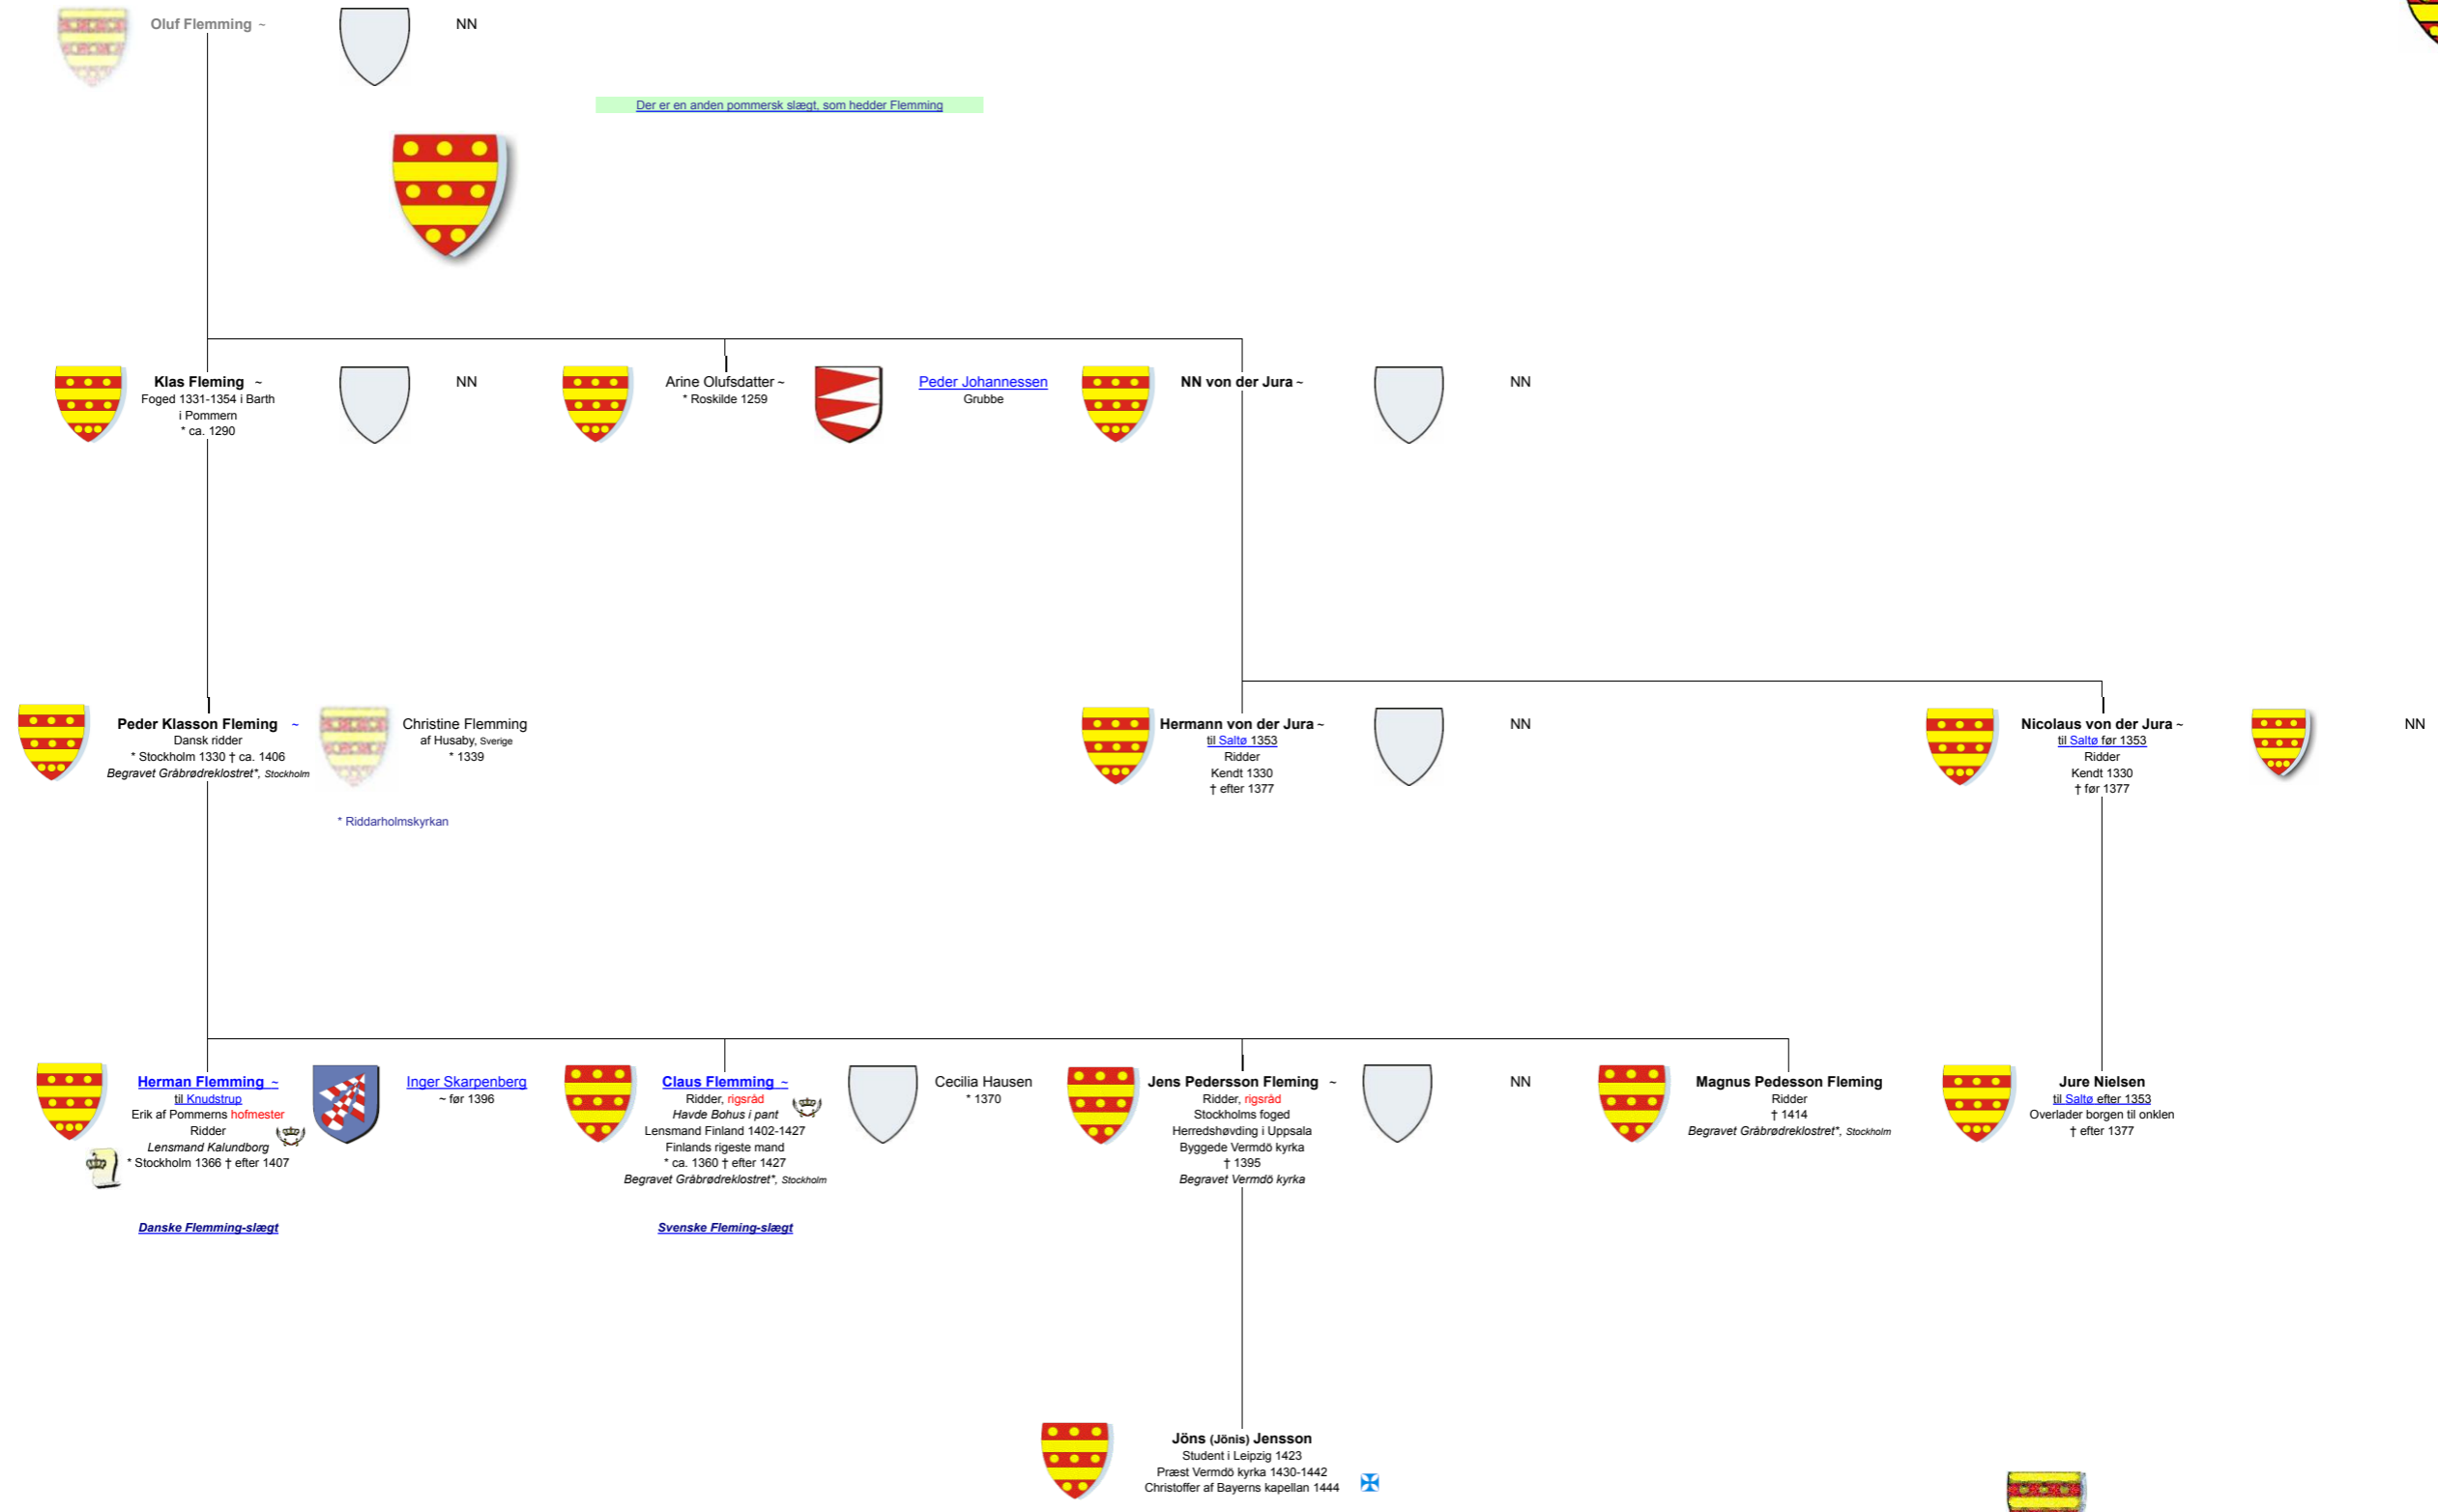 Oluf Flemming ~
NN
Der er en anden pommersk slægt, som hedder Flemming
Klas Fleming ~
Foged 1331-1354 i Barth
i Pommern
* ca. 1290
NN
Arine Olufsdatter ~
* Roskilde 1259
Peder Johannessen
Grubbe
NN von der Jura ~
NN
Peder Klasson Fleming ~
Dansk ridder
* Stockholm 1330 † ca. 1406
Begravet Gråbrødreklostret*, Stockholm
Christine Flemming
af Husaby, Sverige
* 1339
* Riddarholmskyrkan
Hermann von der Jura ~
til Saltø 1353
Ridder
Kendt 1330
† efter 1377
NN
Nicolaus von der Jura ~
til Saltø før 1353
Ridder
Kendt 1330
† før 1377
NN
Herman Flemming ~
til Knudstrup
Erik af Pommerns hofmester
Ridder
Lensmand Kalundborg
* Stockholm 1366 † efter 1407
Danske Flemming-slægt
Inger Skarpenberg
~ før 1396
Claus Flemming ~
Ridder, rigsråd
Havde Bohus i pant
Lensmand Finland 1402-1427
Finlands rigeste mand
* ca. 1360 † efter 1427
Begravet Gråbrødreklostret*, Stockholm
Svenske Fleming-slægt
Cecilia Hausen
* 1370
Jens Pedersson Fleming ~
Ridder, rigsråd
Stockholms foged
Herredshøvding i Uppsala
Byggede Vermdö kyrka
† 1395
Begravet Vermdö kyrka
NN
Magnus Pedesson Fleming
Ridder
† 1414
Begravet Gråbrødreklostret*, Stockholm
Jure Nielsen
til Saltø efter 1353
Overlader borgen til onklen
† efter 1377
Jöns (Jönis) Jensson
Student i Leipzig 1423
Præst Vermdö kyrka 1430-1442
Christoffer af Bayerns kapellan 1444